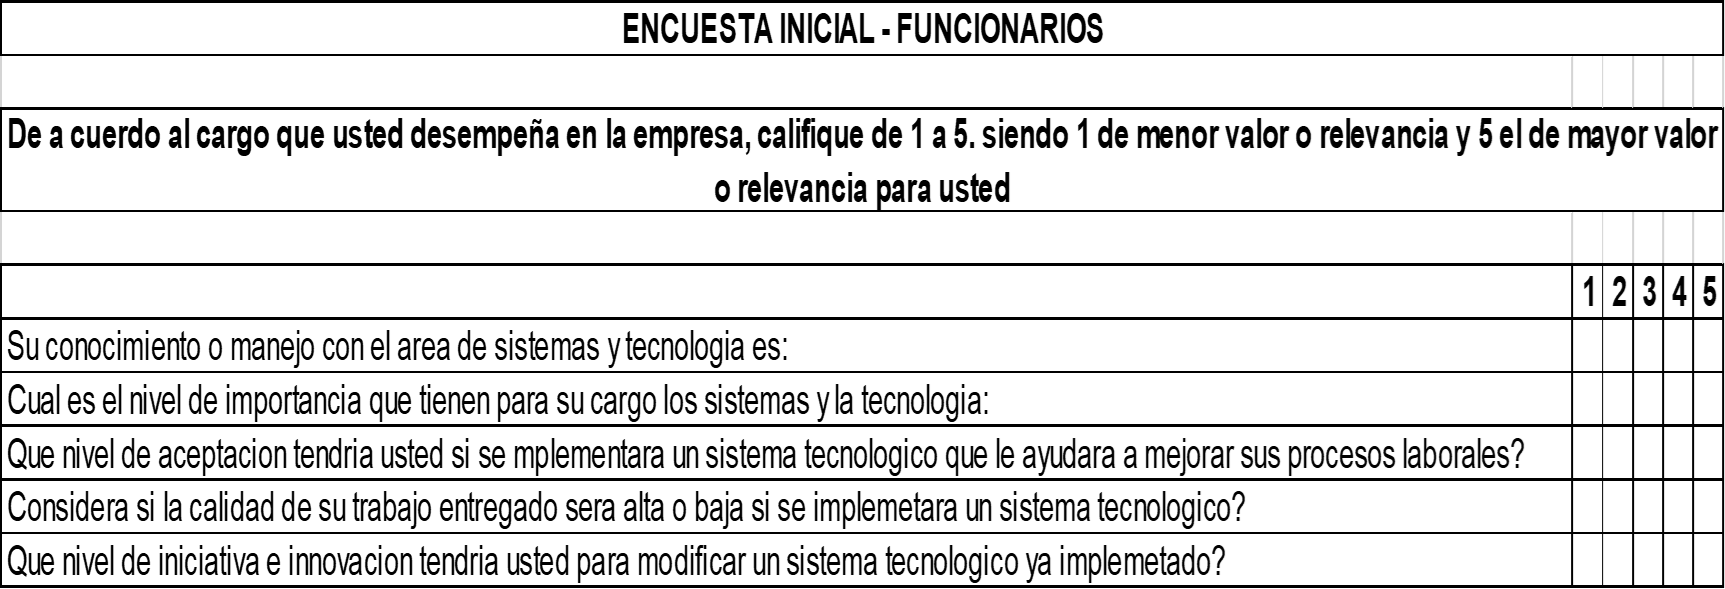 ENCUESTA INICIAL - FUNCIONARIOS
De a cuerdo al cargo que usted desempeña en la empresa, califique de 1 a 5. siendo 1 de menor valor o relevancia y 5 el de mayor valor
o relevancia para usted
1 2 3 4 5
Su conocimiento o manejo con el area de sistemas y tecnologia es:
Cual es el nivel de importancia que tienen para su cargo los sistemas y la tecnologia:
Que nivel de aceptacion tendria usted si se mplementara un sistema tecnologico que le ayudara a mejorar sus procesos laborales?
Considera si la calidad de su trabajo entregado sera alta o baja si se implemetara un sistema tecnologico?
Que nivel de iniciativa e innovacion tendria usted para modificar un sistema tecnologico ya implemetado?